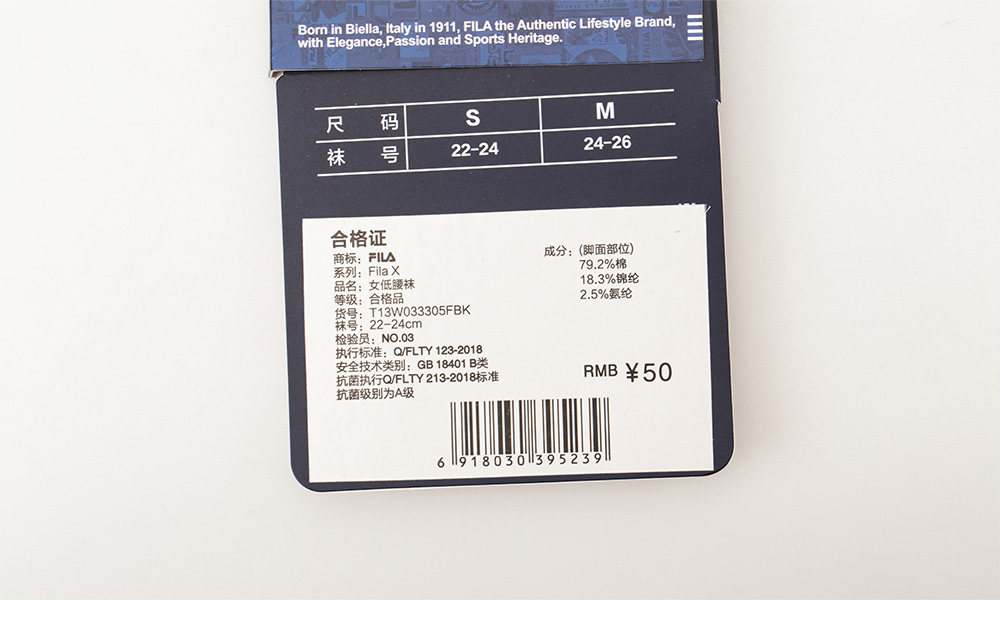 Born in Biella, Italy in 1911, FILA the Authentic Lifestyle Brand,
with Elegance,Passion and Sports Heritage.
尺 码 S M
袜 号 22-24 24-26
合格证
商标：FILA
系列：Fila X
品名：女低腰袜
等级：合格品
货号：T13W033305FBK
袜号：22-24cm
检验员：NO.03
执行标准：Q/FLTY 123-2018
安全技术类别：GB 18401 B类
抗菌执行Q/FLTY 213-2018标准
抗菌级别为A级
成分：(脚面部位)
79.2%棉
18.3%锦纶
2.5%氨纶
RMB ¥50
6 918030 395239